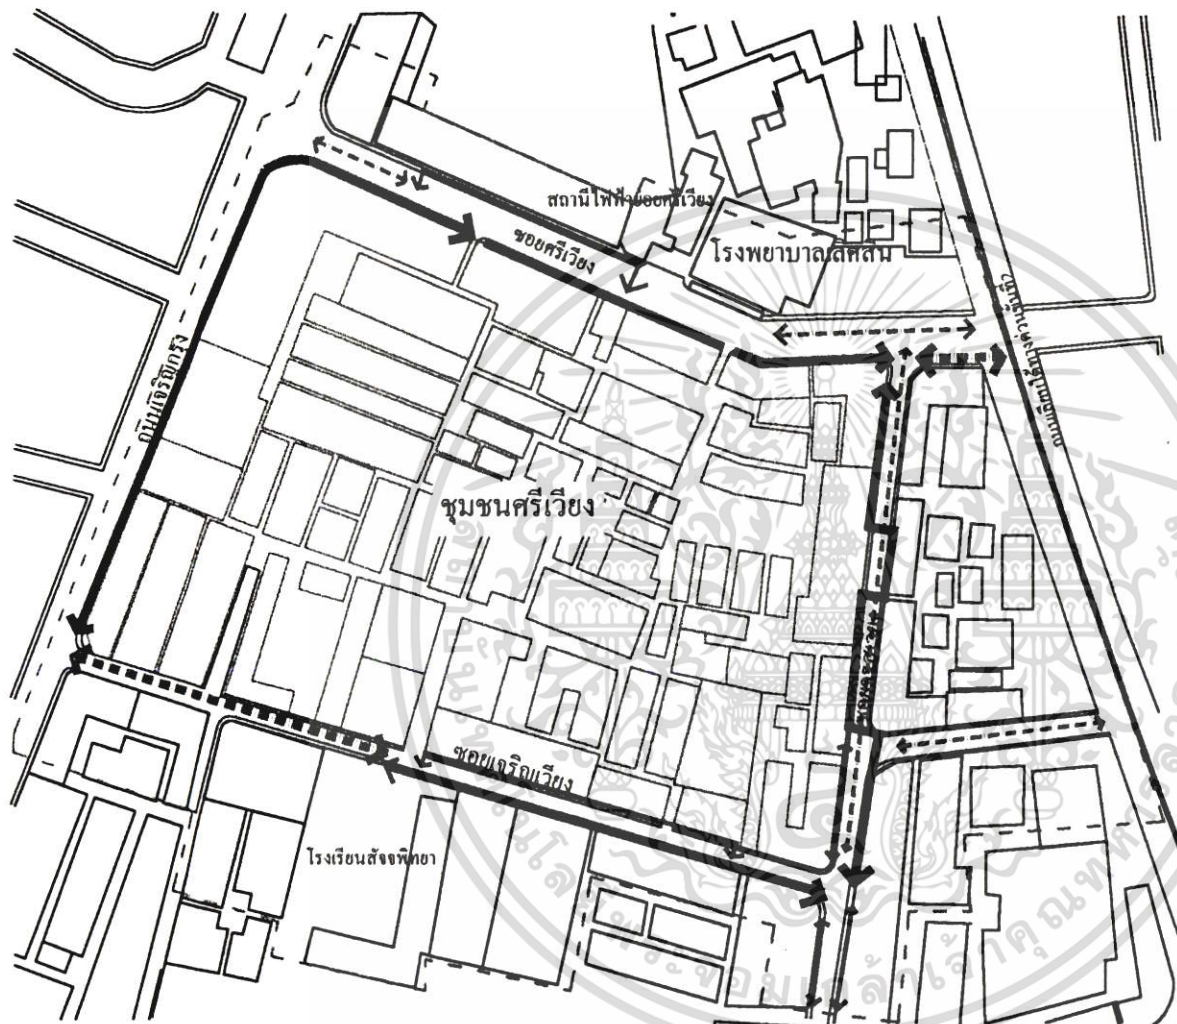 สถานีไฟฟ้าซอยศรีเวียง
ซอยศรีเวียง
โรงพยาบาลเลิศสิน
ถนนเจริญกรุง
ชุมชนศรีเวียง
ซอยเจริญเวียง
โรงเรียนสัจจพิทยา